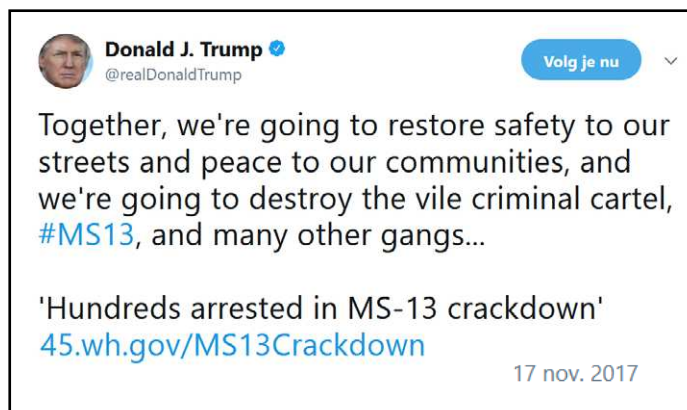 Donald J. Trump
@realDonaldTrump
Volg je nu
Together, we're going to restore safety to our
streets and peace to our communities, and
we're going to destroy the vile criminal cartel,
#MS13, and many other gangs...
'Hundreds arrested in MS-13 crackdown'
45.wh.gov/MS13Crackdown
17 nov. 2017